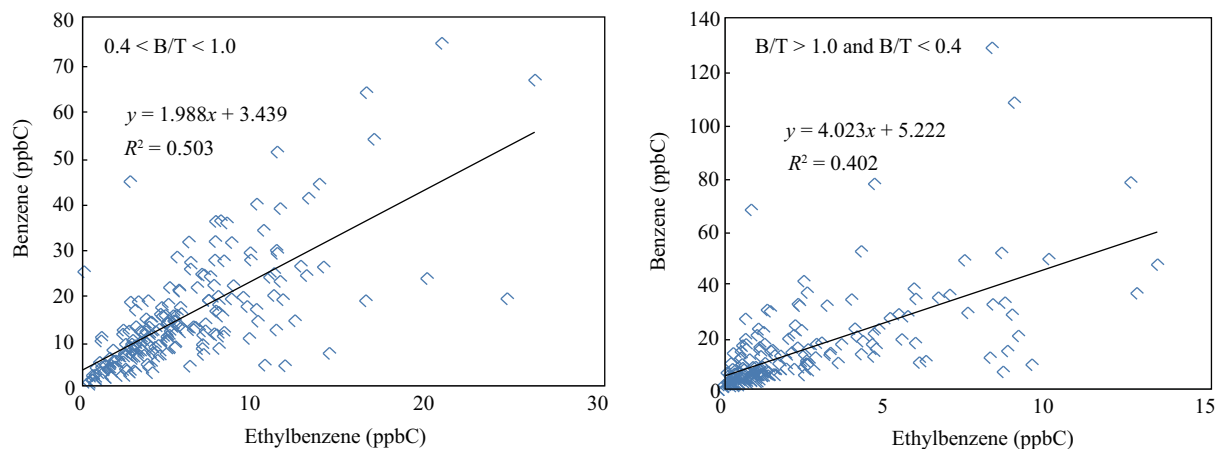 80
70
60
50
40
30
20
10
0
Benzene (ppbC)
0.4 < B/T < 1.0
y = 1.988x + 3.439
R² = 0.503
0 10 20 30
Ethylbenzene (ppbC)
140
120
100
80
60
40
20
0
Benzene (ppbC)
B/T > 1.0 and B/T < 0.4
y = 4.023x + 5.222
R² = 0.402
0 5 10 15
Ethylbenzene (ppbC)